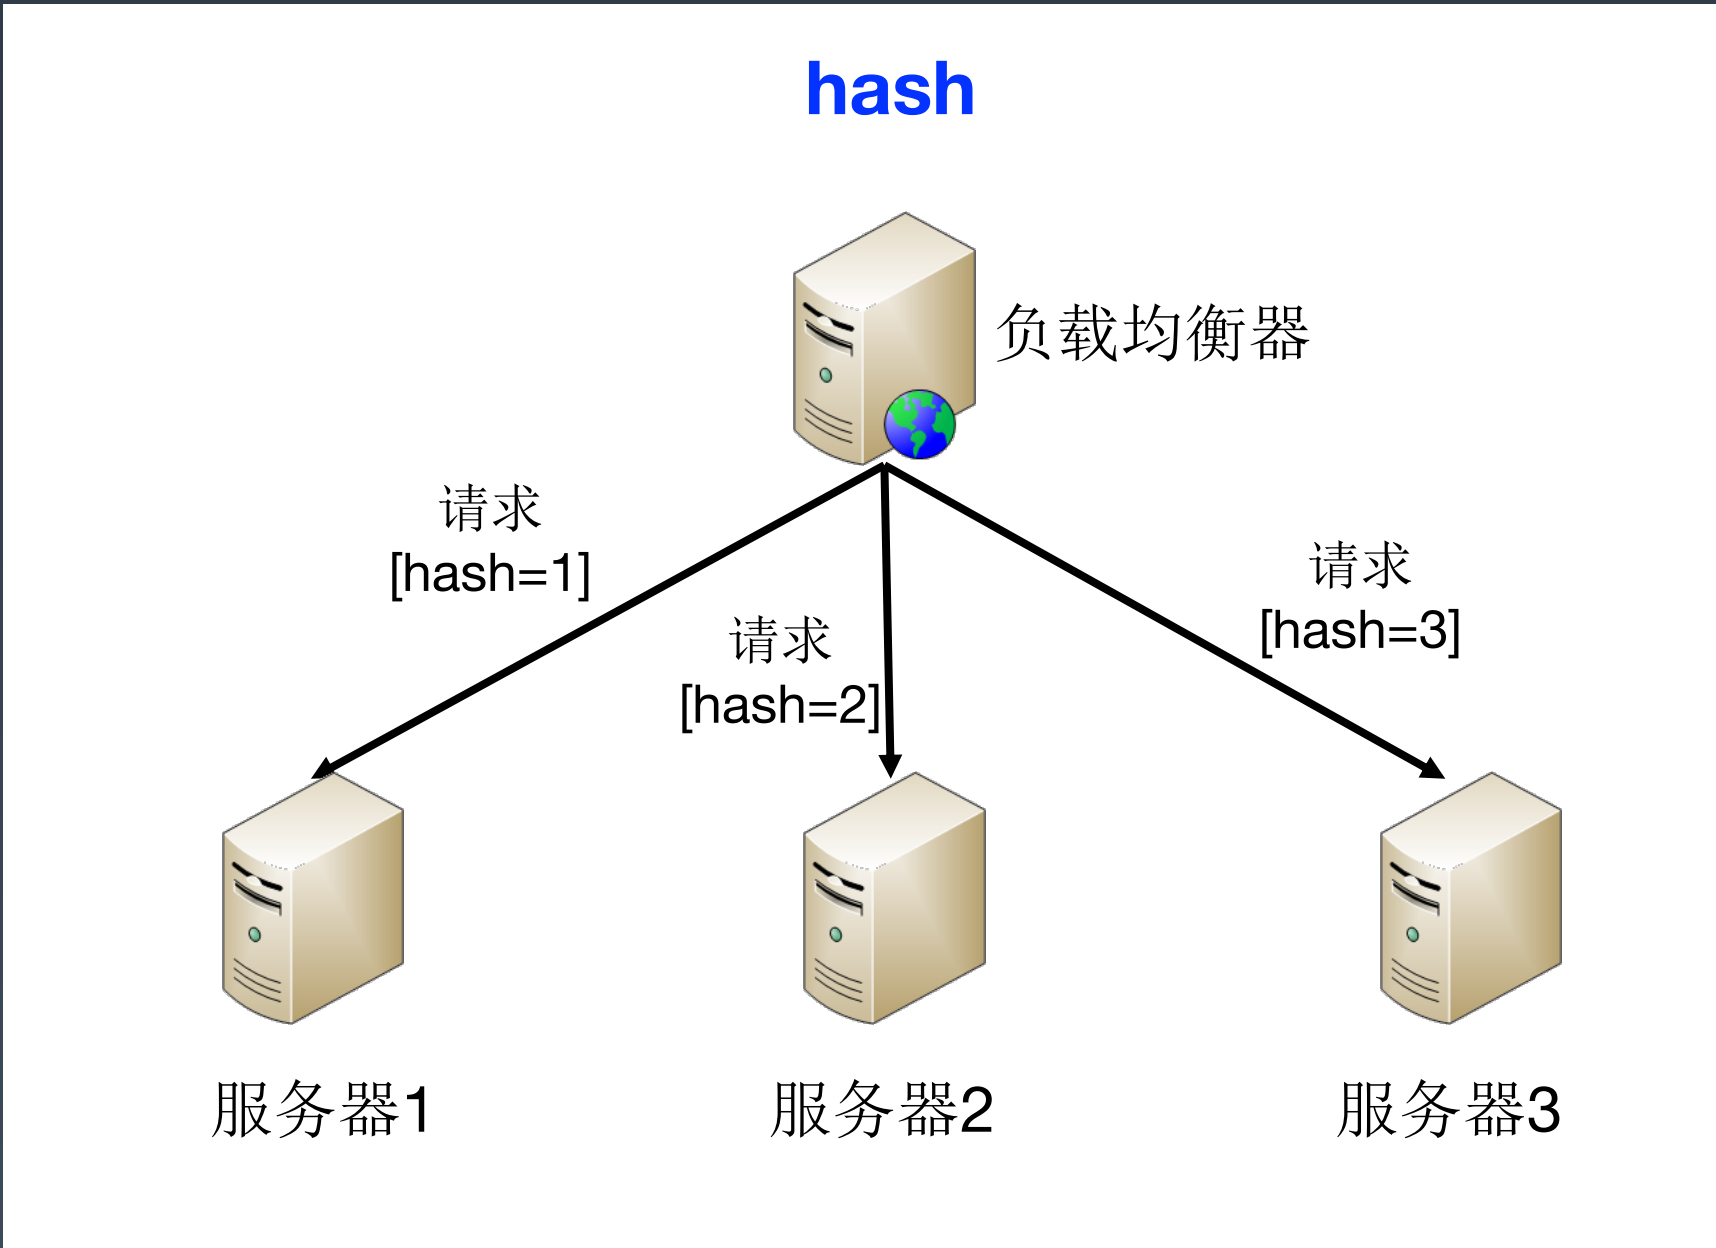 hash
负载均衡器
请求
[hash=1]
请求
[hash=2]
请求
[hash=3]
服务器1
服务器2
服务器3